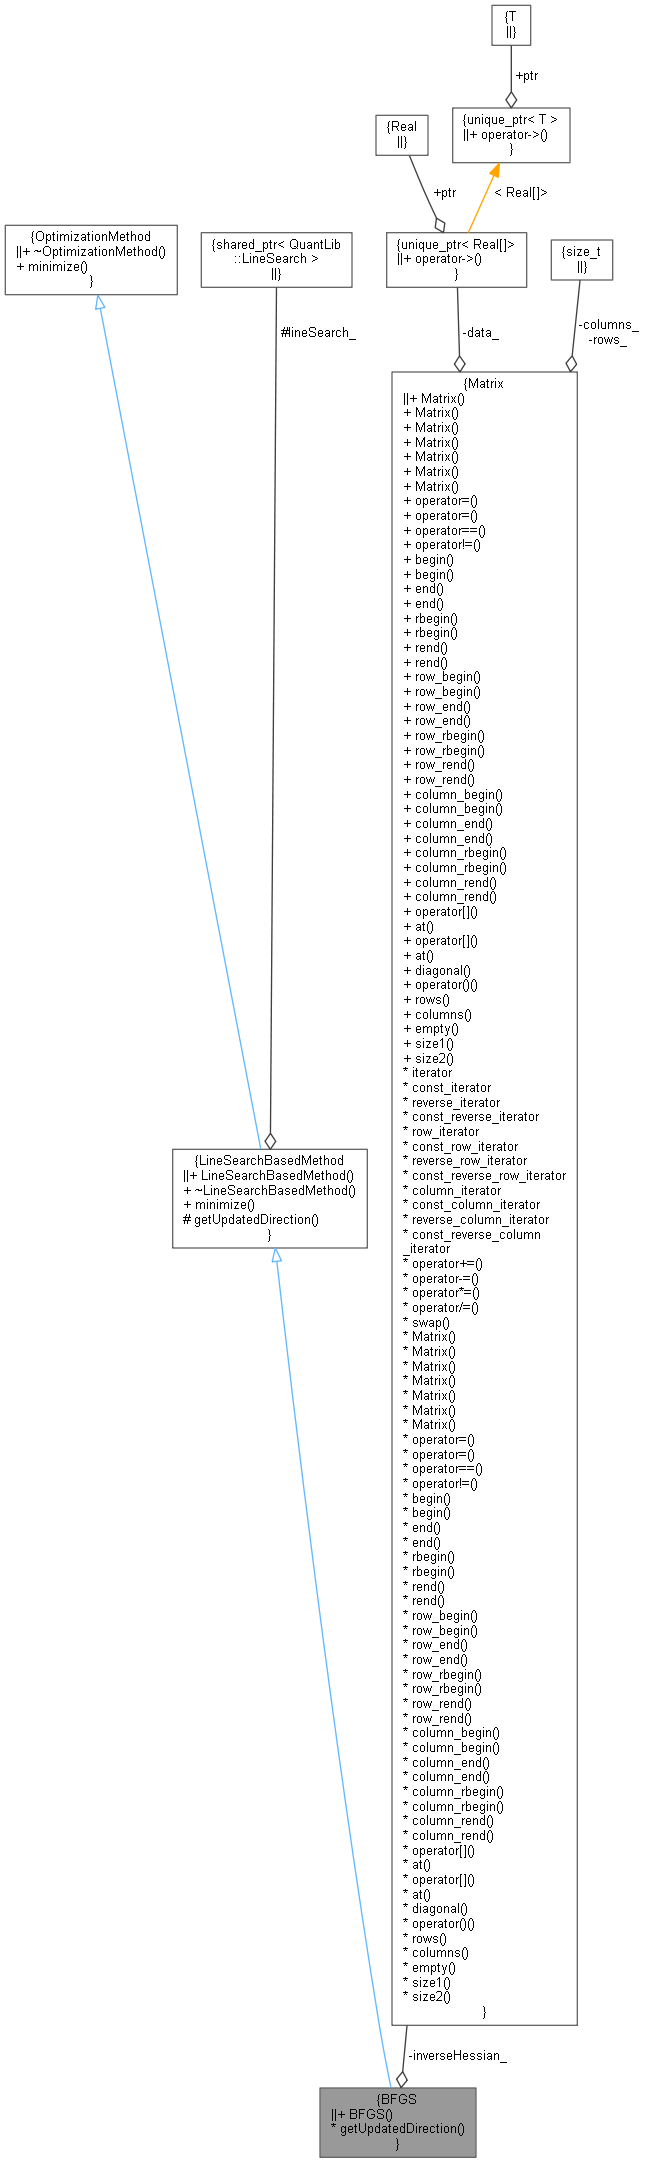 {T
||}
+ptr
{Real
||}
{unique_ptr< T >
||+ operator->()
}
+ptr
< Real[]>
{OptimizationMethod
||+ ~OptimizationMethod()
+ minimize()
}
{shared_ptr< QuantLib
::LineSearch >
||}
{unique_ptr< Real[]>
||+ operator->()
}
{size_t
||}
#lineSearch_
-data_
-columns_
-rows_
{Matrix
||+ Matrix()
+ Matrix()
+ Matrix()
+ Matrix()
+ Matrix()
+ Matrix()
+ Matrix()
+ operator=()
+ operator=()
+ operator==()
+ operator!=()
+ begin()
+ begin()
+ end()
+ end()
+ rbegin()
+ rbegin()
+ rend()
+ rend()
+ row_begin()
+ row_begin()
+ row_end()
+ row_end()
+ row_rbegin()
+ row_rbegin()
+ row_rend()
+ row_rend()
+ column_begin()
+ column_begin()
+ column_end()
+ column_end()
+ column_rbegin()
+ column_rbegin()
+ column_rend()
+ column_rend()
+ operator[]()
+ at()
+ operator[]()
+ at()
+ diagonal()
+ operator()()
+ rows()
+ columns()
+ empty()
+ size1()
+ size2()
* iterator
* const_iterator
* reverse_iterator
* const_reverse_iterator
* row_iterator
* const_row_iterator
* reverse_row_iterator
* const_reverse_row_iterator
* column_iterator
* const_column_iterator
* reverse_column_iterator
* const_reverse_column
_iterator
* operator+=()
* operator-=()
* operator*=()
* operator/=()
* swap()
* Matrix()
* Matrix()
* Matrix()
* Matrix()
* Matrix()
* Matrix()
* Matrix()
* operator=()
* operator=()
* operator==()
* operator!=()
* begin()
* begin()
* end()
* end()
* rbegin()
* rbegin()
* rend()
* rend()
* row_begin()
* row_begin()
* row_end()
* row_end()
* row_rbegin()
* row_rbegin()
* row_rend()
* row_rend()
* column_begin()
* column_begin()
* column_end()
* column_end()
* column_rbegin()
* column_rbegin()
* column_rend()
* column_rend()
* operator[]()
* at()
* operator[]()
* at()
* diagonal()
* operator()()
* rows()
* columns()
* empty()
* size1()
* size2()
}
{LineSearchBasedMethod
||+ LineSearchBasedMethod()
+ ~LineSearchBasedMethod()
+ minimize()
# getUpdatedDirection()
}
-inverseHessian_
{BFGS
||+ BFGS()
* getUpdatedDirection()
}